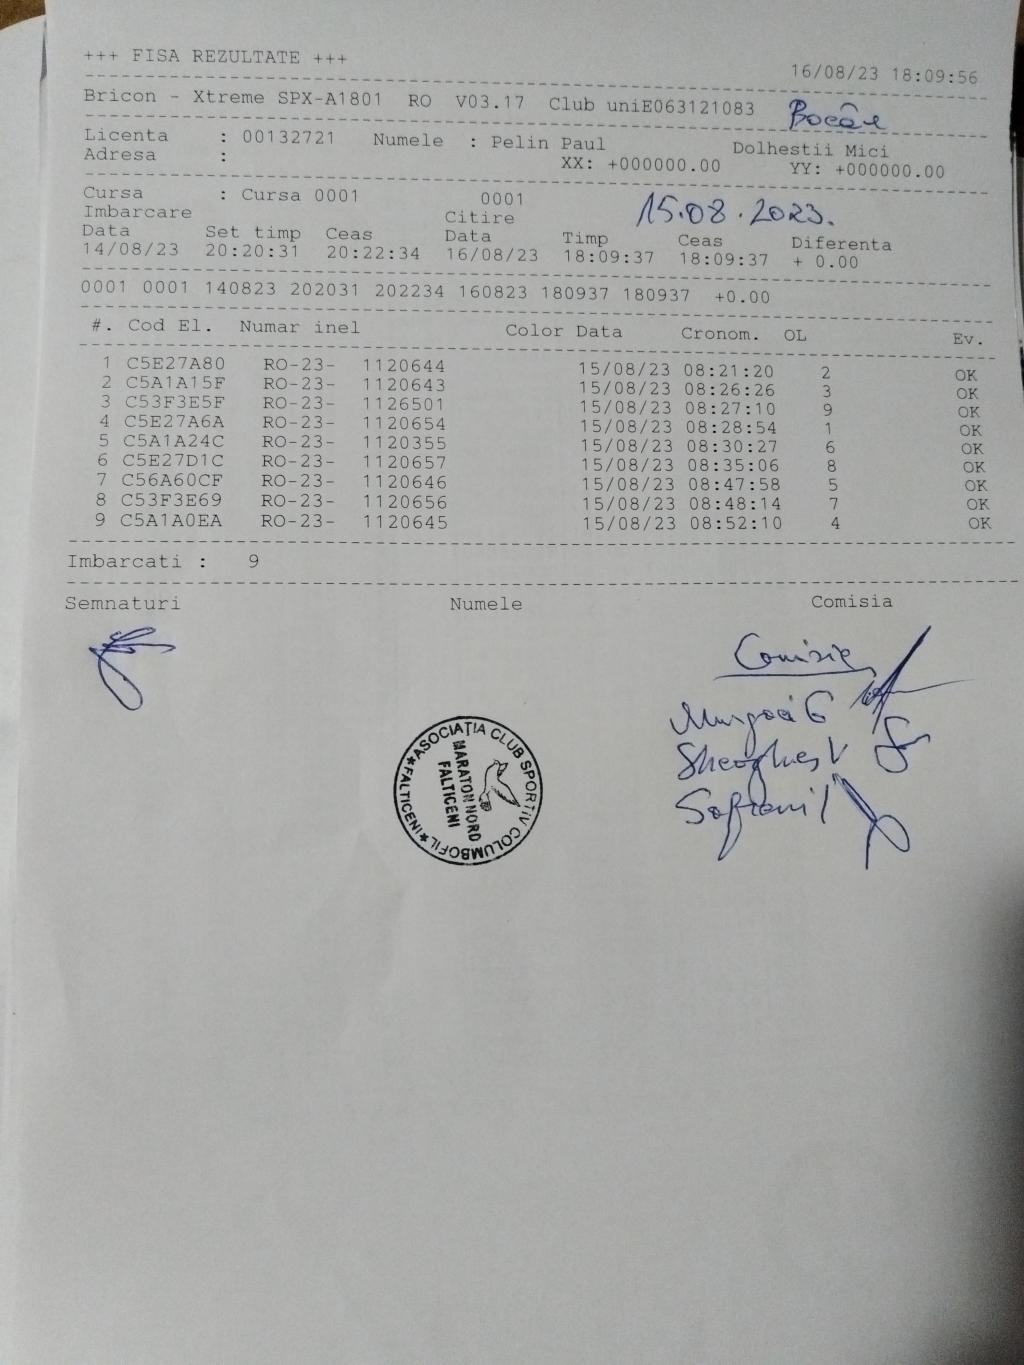 +++ FISA REZULTATE +++
16/08/23 18:09:56
Bricon - Xtreme SPX-A1801 RO V03.17 Club uniE063121083
Licenta : 00132721 Numele : Pelin Paul Dolhestii Mici
Adresa : XX: +000000.00 YY: +000000.00
Cursa : Cursa 0001 0001 15.08.2023.
Imbarcare Citire
Data Set timp Ceas Data Timp Ceas Diferenta
14/08/23 20:20:31 20:22:34 16/08/23 18:09:37 18:09:37 + 0.00
0001 0001 140823 202031 202234 160823 180937 180937 +0.00
#. Cod El. Numar inel Color Data Cronom. OL Ev.
1 C5E27A80 RO-23- 1120644 15/08/23 08:21:20 2 OK
2 C5A1A15F RO-23- 1120643 15/08/23 08:26:26 3 OK
3 C53F3E5F RO-23- 1126501 15/08/23 08:27:10 9 OK
4 C5E27A6A RO-23- 1120654 15/08/23 08:28:54 1 OK
5 C5A1A24C RO-23- 1120355 15/08/23 08:30:27 6 OK
6 C5E27D1C RO-23- 1120657 15/08/23 08:35:06 8 OK
7 C56A60CF RO-23- 1120646 15/08/23 08:47:58 5 OK
8 C53F3E69 RO-23- 1120656 15/08/23 08:48:14 7 OK
9 C5A1A0EA RO-23- 1120645 15/08/23 08:52:10 4 OK
Imbarcati : 9
Semnaturi Numele Comisia
Comisie
ASOCIAȚIA CLUB SPORTIV COLUMBOFIL
★FALTICENI★
MARATON NORD
FALTICENI